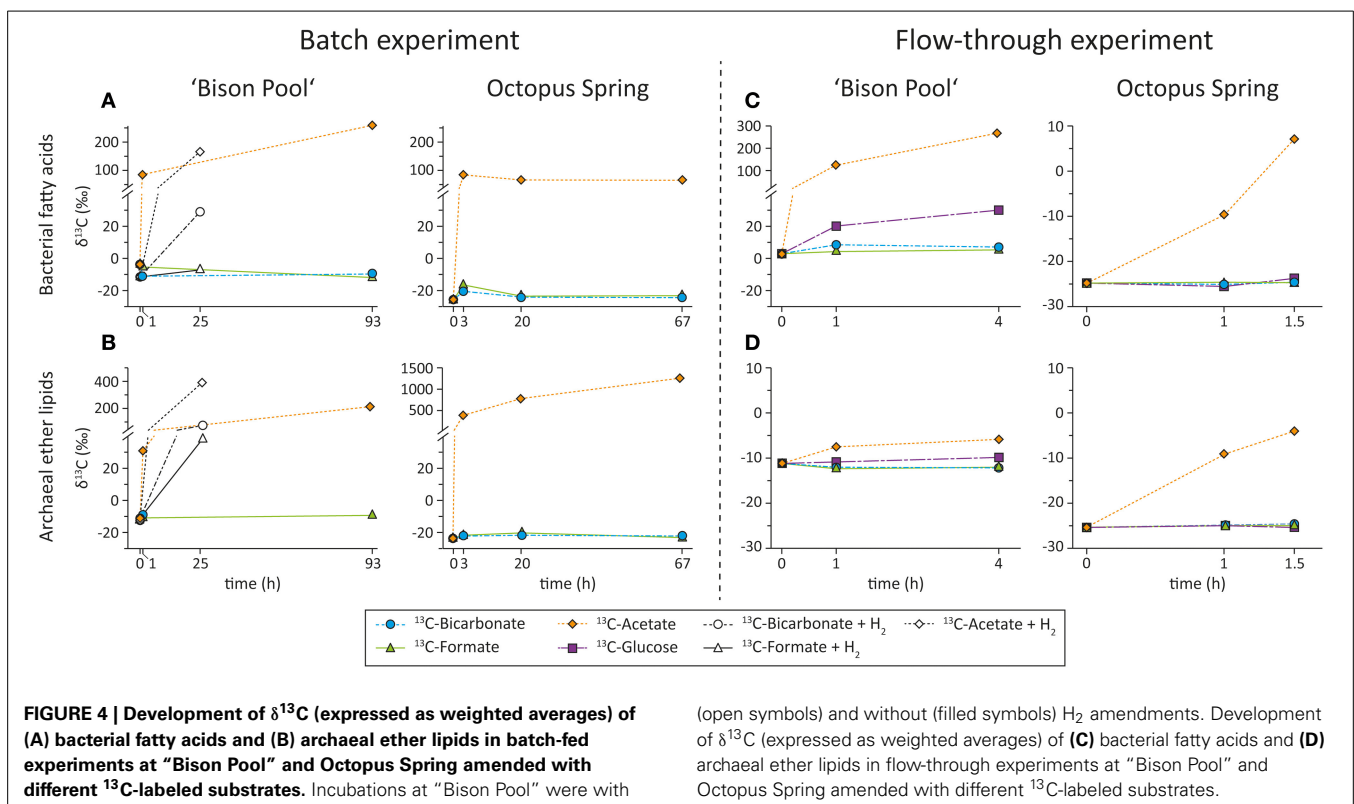 Batch experiment
Flow-through experiment
'Bison Pool'
Octopus Spring
'Bison Pool'
Octopus Spring
A
Bacterial fatty acids
δ¹³C (‰)
200
100
20
0
-20
0 1 25 93
200
100
20
0
-20
0 3 20 67
C
300
200
100
20
0
-20
0 1 4
10
0
-10
-20
-30
0 1 1.5
B
Archaeal ether lipids
δ¹³C (‰)
400
200
20
0
-20
0 1 25 93
time (h)
1500
1000
500
20
0
-20
0 3 20 67
time (h)
D
10
0
-10
-20
-30
0 1 4
time (h)
10
0
-10
-20
-30
0 1 1.5
time (h)
¹³C-Bicarbonate ¹³C-Acetate ¹³C-Bicarbonate + H₂ ¹³C-Acetate + H₂
¹³C-Formate ¹³C-Glucose ¹³C-Formate + H₂
FIGURE 4 | Development of δ¹³C (expressed as weighted averages) of
(A) bacterial fatty acids and (B) archaeal ether lipids in batch-fed
experiments at “Bison Pool” and Octopus Spring amended with
different ¹³C-labeled substrates. Incubations at “Bison Pool” were with
(open symbols) and without (filled symbols) H₂ amendments. Development
of δ¹³C (expressed as weighted averages) of (C) bacterial fatty acids and (D)
archaeal ether lipids in flow-through experiments at “Bison Pool” and
Octopus Spring amended with different ¹³C-labeled substrates.